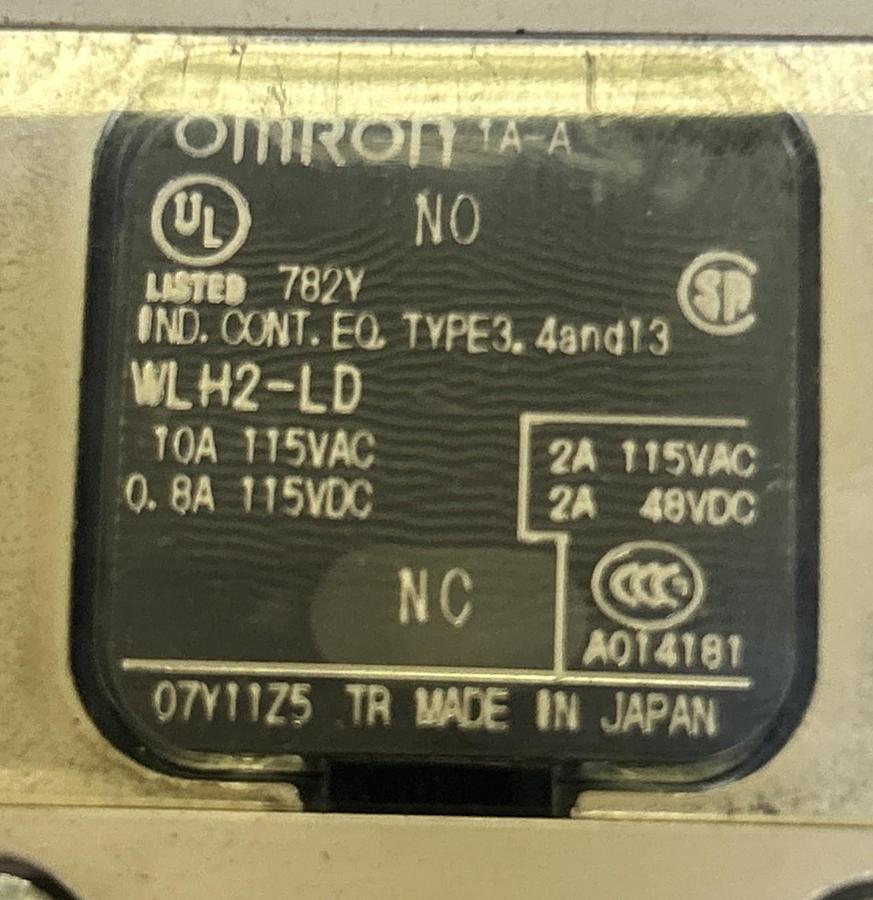 OMRON 1A-A
UL NO
LISTED 782Y
IND. CONT. EQ. TYPE3. 4and13
WLH2-LD
10A 115VAC 2A 115VAC
0.8A 115VDC 2A 48VDC
NC CCC
A014181
07Y11Z5 TR MADE IN JAPAN